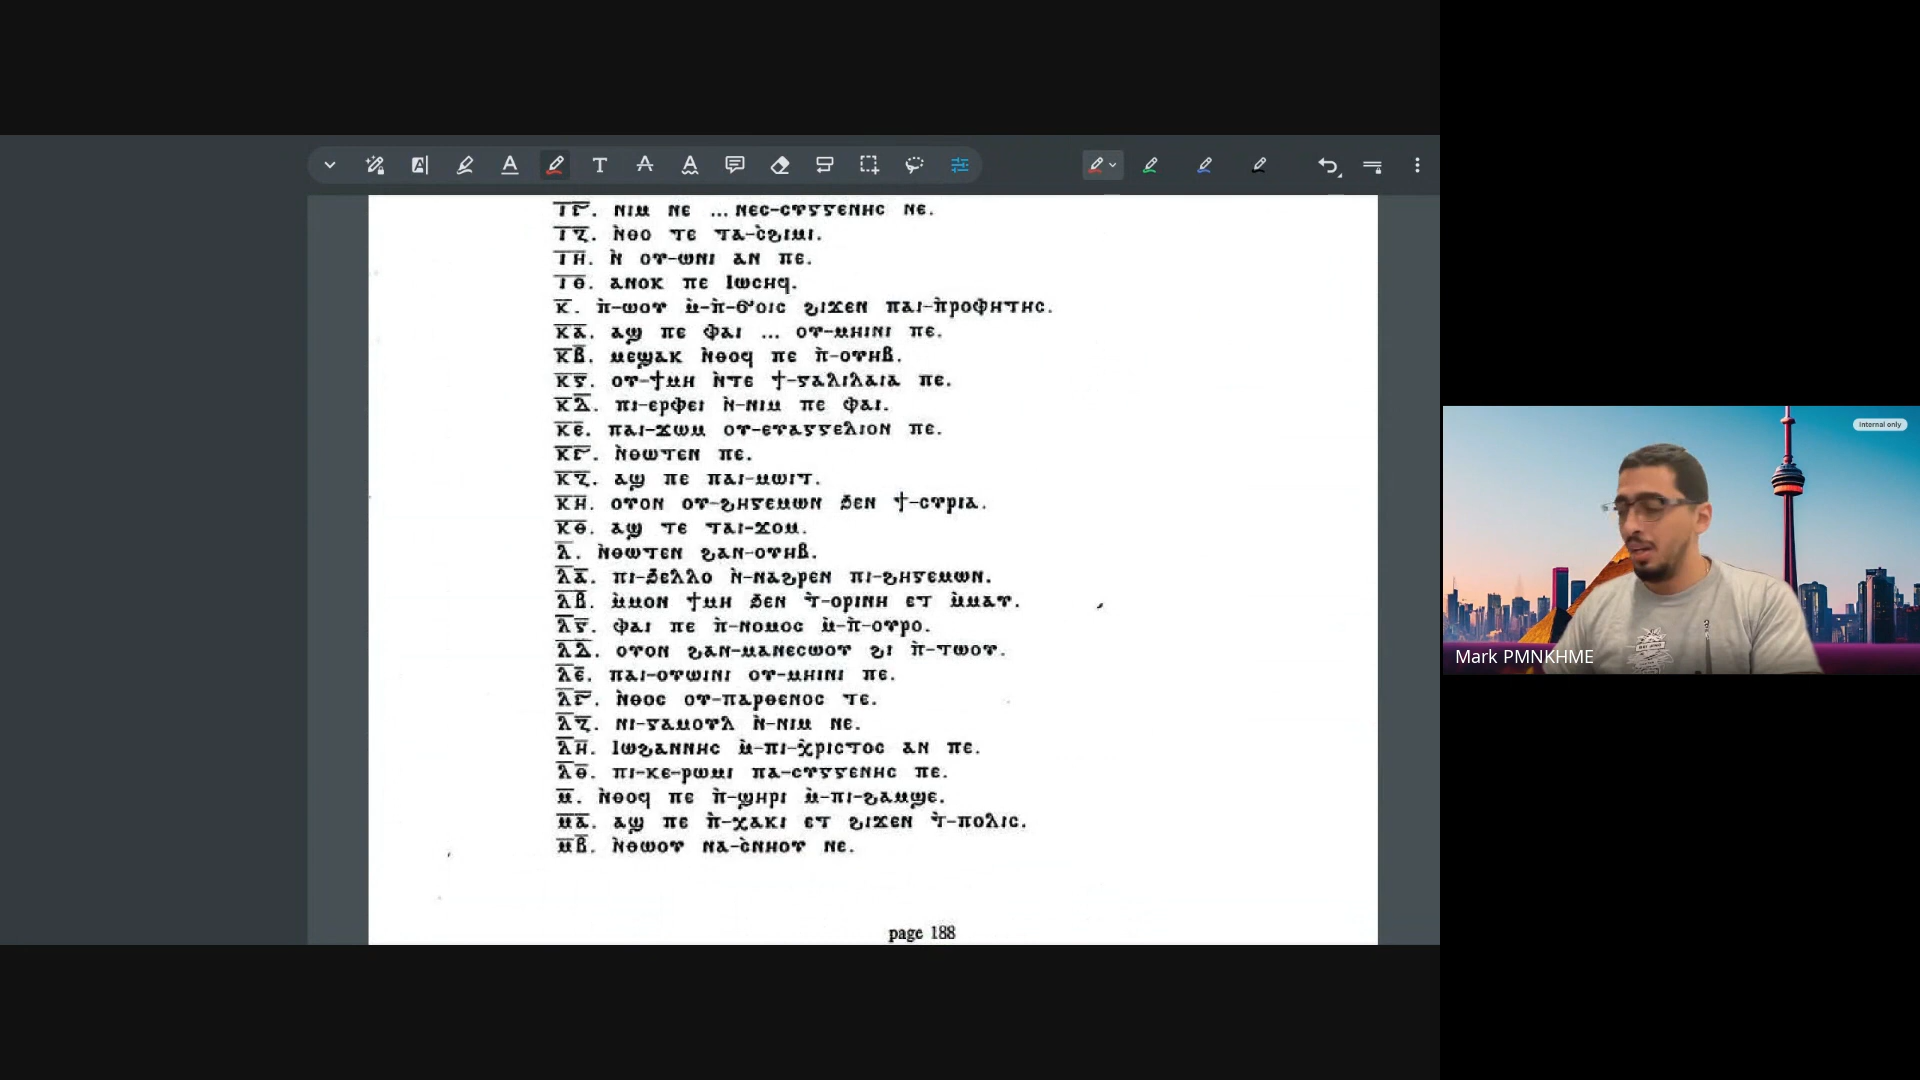 ⲓ̅ⲋ̅. ⲛⲓⲙ ⲛⲉ ... ⲛⲉⲥ-ⲥⲩⲅⲅⲉⲛⲏⲥ ⲛⲉ.
ⲓ̅ⲍ̅. ⲛ̀ⲑⲟ ⲧⲉ ⲧⲁ-ⲥ̀ϩⲓⲙⲓ.
ⲓ̅ⲏ̅. ⲛ̀ ⲟⲩ-ⲱⲛⲓ ⲁⲛ ⲡⲉ.
ⲓ̅ⲑ̅. ⲁⲛⲟⲕ ⲡⲉ Ⲓⲱⲥⲏϥ.
ⲕ̅. ⲡ̀-ⲱⲟⲩ ⲙ̀-ⲡ̀-ϭⲟⲓⲥ ϩⲓϫⲉⲛ ⲡⲁⲓ-ⲡ̀ⲣⲟⲫⲏⲧⲏⲥ.
ⲕ̅ⲁ̅. ⲁϣ ⲡⲉ ⲫⲁⲓ ... ⲟⲩ-ⲙⲏⲓⲛⲓ ⲡⲉ.
ⲕ̅ⲃ̅. ⲙⲉϣⲁⲕ ⲛ̀ⲑⲟϥ ⲡⲉ ⲡ̀-ⲟⲩⲏⲃ.
ⲕ̅ⲅ̅. ⲟⲩ-ϯⲙⲏ ⲛ̀ⲧⲉ ϯ-ⲅⲁⲗⲓⲗⲁⲓⲁ ⲡⲉ.
ⲕ̅ⲇ̅. ⲡⲓ-ⲉⲣⲫⲉⲓ ⲛ̀-ⲛⲓⲙ ⲡⲉ ⲫⲁⲓ.
ⲕ̅ⲉ̅. ⲡⲁⲓ-ϫⲱⲙ ⲟⲩ-ⲉⲩⲁⲅⲅⲉⲗⲓⲟⲛ ⲡⲉ.
ⲕ̅ⲋ̅. ⲛ̀ⲑⲱⲧⲉⲛ ⲡⲉ.
ⲕ̅ⲍ̅. ⲁϣ ⲡⲉ ⲡⲁⲓ-ⲙⲱⲓⲧ.
ⲕ̅ⲏ̅. ⲟⲩⲟⲛ ⲟⲩ-ϩⲏⲅⲉⲙⲱⲛ ϧⲉⲛ ϯ-ⲥⲩⲣⲓⲁ.
ⲕ̅ⲑ̅. ⲁϣ ⲧⲉ ⲧⲁⲓ-ϫⲟⲙ.
ⲗ̅. ⲛ̀ⲑⲱⲧⲉⲛ ϩⲁⲛ-ⲟⲩⲏⲃ.
ⲗ̅ⲁ̅. ⲡⲓ-ϧⲉⲗⲗⲟ ⲛ̀-ⲛⲁϩⲣⲉⲛ ⲡⲓ-ϩⲏⲅⲉⲙⲱⲛ.
ⲗ̅ⲃ̅. ⲙ̀ⲙⲟⲛ ϯⲙⲏ ϧⲉⲛ ⲧ̀-ⲟⲣⲓⲛⲏ ⲉⲧ ⲙ̀ⲙⲁⲩ.
ⲗ̅ⲅ̅. ⲫⲁⲓ ⲡⲉ ⲡ̀-ⲛⲟⲙⲟⲥ ⲙ̀-ⲡ̀-ⲟⲩⲣⲟ.
ⲗ̅ⲇ̅. ⲟⲩⲟⲛ ϩⲁⲛ-ⲙⲁⲛⲉⲥⲱⲟⲩ ϩⲓ ⲡ̀-ⲧⲱⲟⲩ.
ⲗ̅ⲉ̅. ⲡⲁⲓ-ⲟⲩⲱⲓⲛⲓ ⲟⲩ-ⲙⲏⲓⲛⲓ ⲡⲉ.
ⲗ̅ⲋ̅. ⲛ̀ⲑⲟⲥ ⲟⲩ-ⲡⲁⲣⲑⲉⲛⲟⲥ ⲧⲉ.
ⲗ̅ⲍ̅. ⲛⲓ-ϭⲁⲙⲟⲩⲗ ⲛ̀-ⲛⲓⲙ ⲛⲉ.
ⲗ̅ⲏ̅. Ⲓⲱϩⲁⲛⲛⲏⲥ ⲙ̀-ⲡⲓ-ⲭ̀ⲣⲓⲥⲧⲟⲥ ⲁⲛ ⲡⲉ.
ⲗ̅ⲑ̅. ⲡⲓ-ⲕⲉ-ⲣⲱⲙⲓ ⲡⲁ-ⲥⲩⲅⲅⲉⲛⲏⲥ ⲡⲉ.
ⲙ̅. ⲛ̀ⲑⲟϥ ⲡⲉ ⲡ̀-ϣⲏⲣⲓ ⲙ̀-ⲡⲓ-ϩⲁⲙϣⲉ.
ⲙ̅ⲁ̅. ⲁϣ ⲡⲉ ⲡ̀-ⲭⲁⲕⲓ ⲉⲧ ϩⲓϫⲉⲛ ⲧ̀-ⲡⲟⲗⲓⲥ.
ⲙ̅ⲃ̅. ⲛ̀ⲑⲱⲟⲩ ⲛⲁ-ⲥ̀ⲛⲏⲟⲩ ⲛⲉ.
page 188
Internal only
Mark PMNKHME